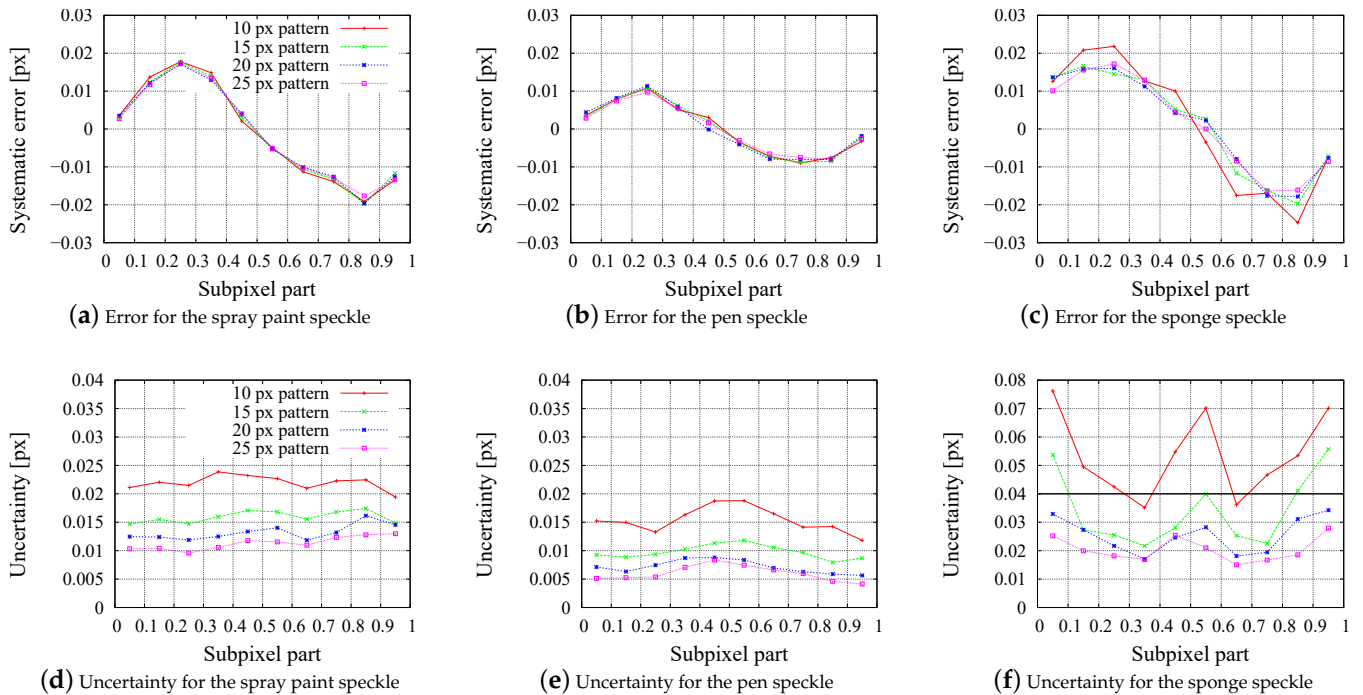 Systematic error [px]
0.03
0.02
0.01
0
−0.01
−0.02
−0.03
10 px pattern
15 px pattern
20 px pattern
25 px pattern
0 0.1 0.2 0.3 0.4 0.5 0.6 0.7 0.8 0.9 1
Subpixel part
(a) Error for the spray paint speckle
Systematic error [px]
0.03
0.02
0.01
0
−0.01
−0.02
−0.03
0 0.1 0.2 0.3 0.4 0.5 0.6 0.7 0.8 0.9 1
Subpixel part
(b) Error for the pen speckle
Systematic error [px]
0.03
0.02
0.01
0
−0.01
−0.02
−0.03
0 0.1 0.2 0.3 0.4 0.5 0.6 0.7 0.8 0.9 1
Subpixel part
(c) Error for the sponge speckle
Uncertainty [px]
0.04
0.035
0.03
0.025
0.02
0.015
0.01
0.005
0
10 px pattern
15 px pattern
20 px pattern
25 px pattern
0 0.1 0.2 0.3 0.4 0.5 0.6 0.7 0.8 0.9 1
Subpixel part
(d) Uncertainty for the spray paint speckle
Uncertainty [px]
0.04
0.035
0.03
0.025
0.02
0.015
0.01
0.005
0
0 0.1 0.2 0.3 0.4 0.5 0.6 0.7 0.8 0.9 1
Subpixel part
(e) Uncertainty for the pen speckle
Uncertainty [px]
0.08
0.07
0.06
0.05
0.04
0.03
0.02
0.01
0
0 0.1 0.2 0.3 0.4 0.5 0.6 0.7 0.8 0.9 1
Subpixel part
(f) Uncertainty for the sponge speckle